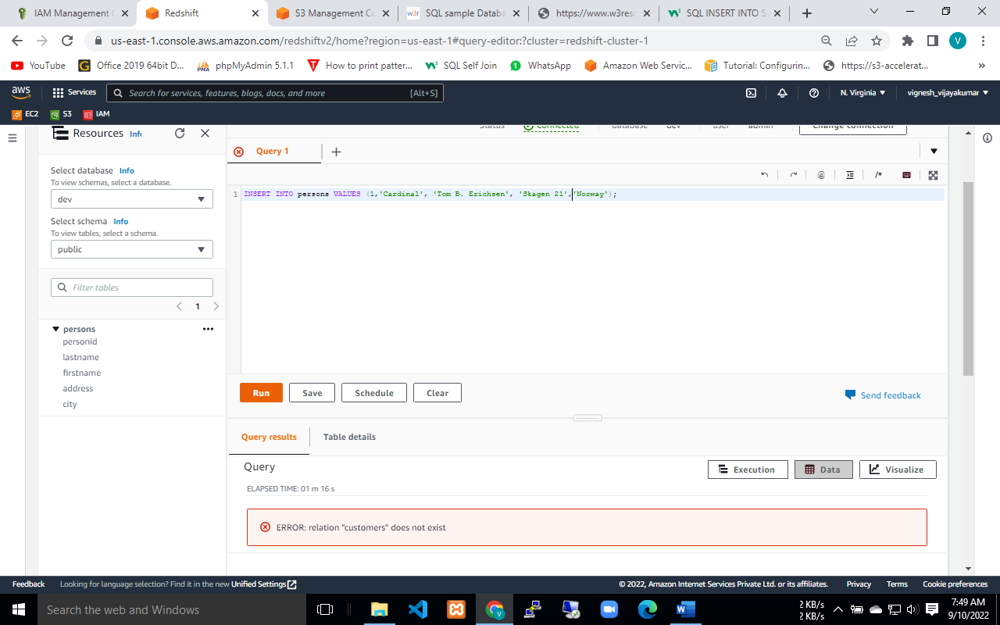 IAM Management C
Redshift
S3 Management Co
w3r
SQL sample Databa
https://www.w3reso
SQL INSERT INTO S
us-east-1.console.aws.amazon.com/redshiftv2/home?region=us-east-1#query-editor:?cluster=redshift-cluster-1
V
YouTube
Office 2019 64bit D...
phpMyAdmin 5.1.1
How to print patter...
SQL Self Join
WhatsApp
Amazon Web Servic...
Tutorial: Configurin...
https://s3-accelerat...
aws
Services
Search for services, features, blogs, docs, and more
[Alt+S]
N. Virginia
vignesh_vijayakumar
EC2
S3
IAM
Resources
Info
Status
Connected
database
dev
user
admin
Change connection
Query 1
Select database Info
To view schemas, select a database.
dev
Select schema Info
To view tables, select a schema.
public
Filter tables
1
persons
personid
lastname
firstname
address
city
1 INSERT INTO persons VALUES (1,'Cardinal', 'Tom B. Erichsen', 'Skagen 21','Norway');
Run
Save
Schedule
Clear
Send feedback
Query results
Table details
Query
Execution
Data
Visualize
ELAPSED TIME: 01 m 16 s
ERROR: relation "customers" does not exist
Feedback
Looking for language selection? Find it in the new Unified Settings
© 2022, Amazon Internet Services Private Ltd. or its affiliates.
Privacy
Terms
Cookie preferences
Search the web and Windows
2 KB/s
2 KB/s
7:49 AM
9/10/2022